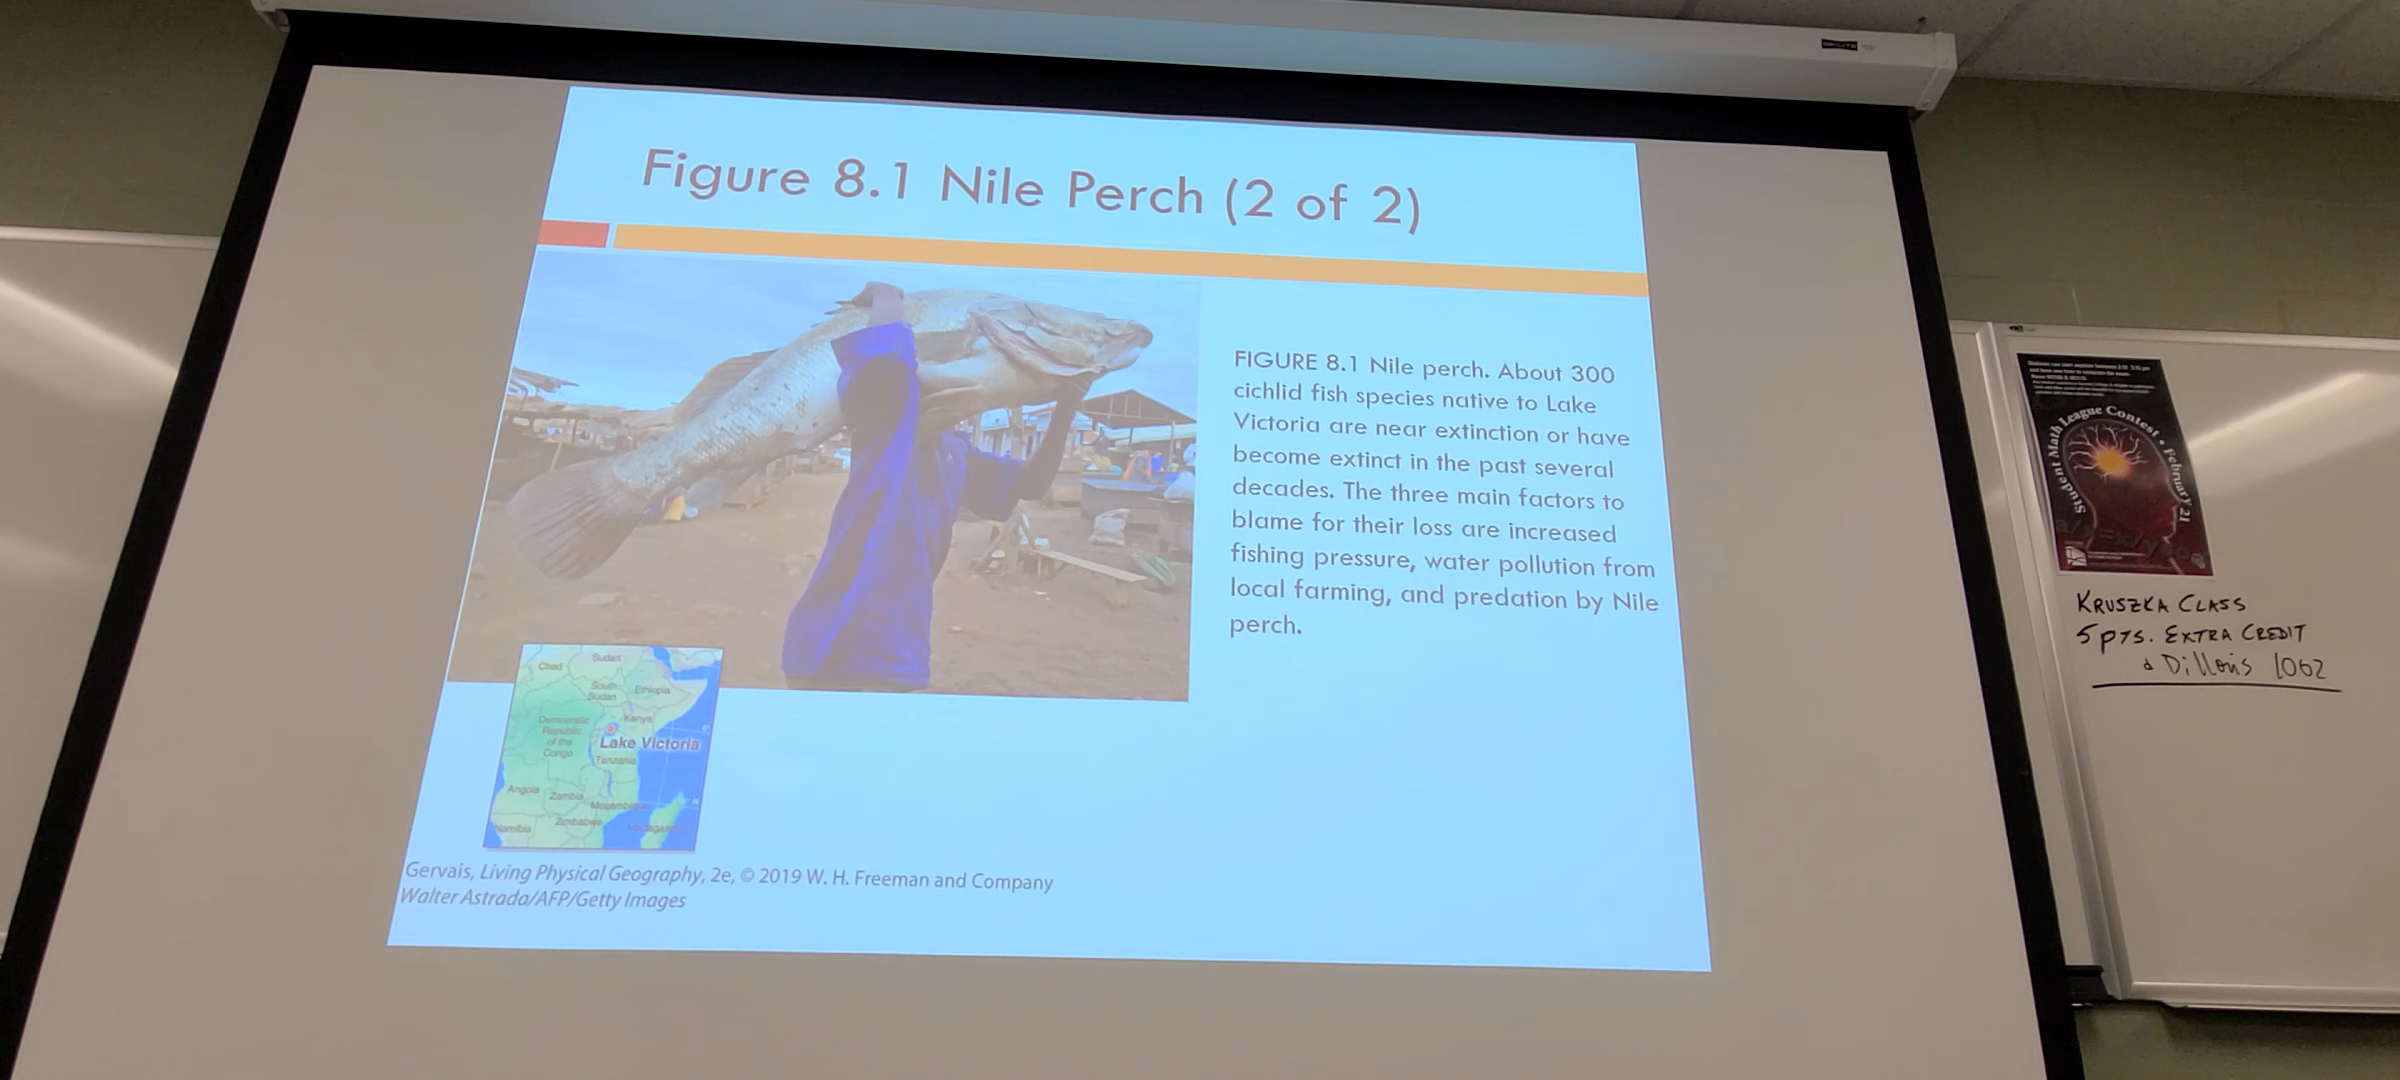 Figure 8.1 Nile Perch (2 of 2)
FIGURE 8.1 Nile perch. About 300
cichlid fish species native to Lake
Victoria are near extinction or have
become extinct in the past several
decades. The three main factors to
blame for their loss are increased
fishing pressure, water pollution from
local farming, and predation by Nile
perch.
Chad
Sudan
South
Sudan
Ethiopia
Democratic
Republic
of the
Congo
Kenya
Lake Victoria
Tanzania
Angola
Zambia
Mozambique
Zimbabwe
Namibia
Madagascar
Gervais, Living Physical Geography, 2e, © 2019 W. H. Freeman and Company
Walter Astrada/AFP/Getty Images
Student Math League Contest • February 21
KRUSZKA CLASS
5 pts. EXTRA CREDIT
1062